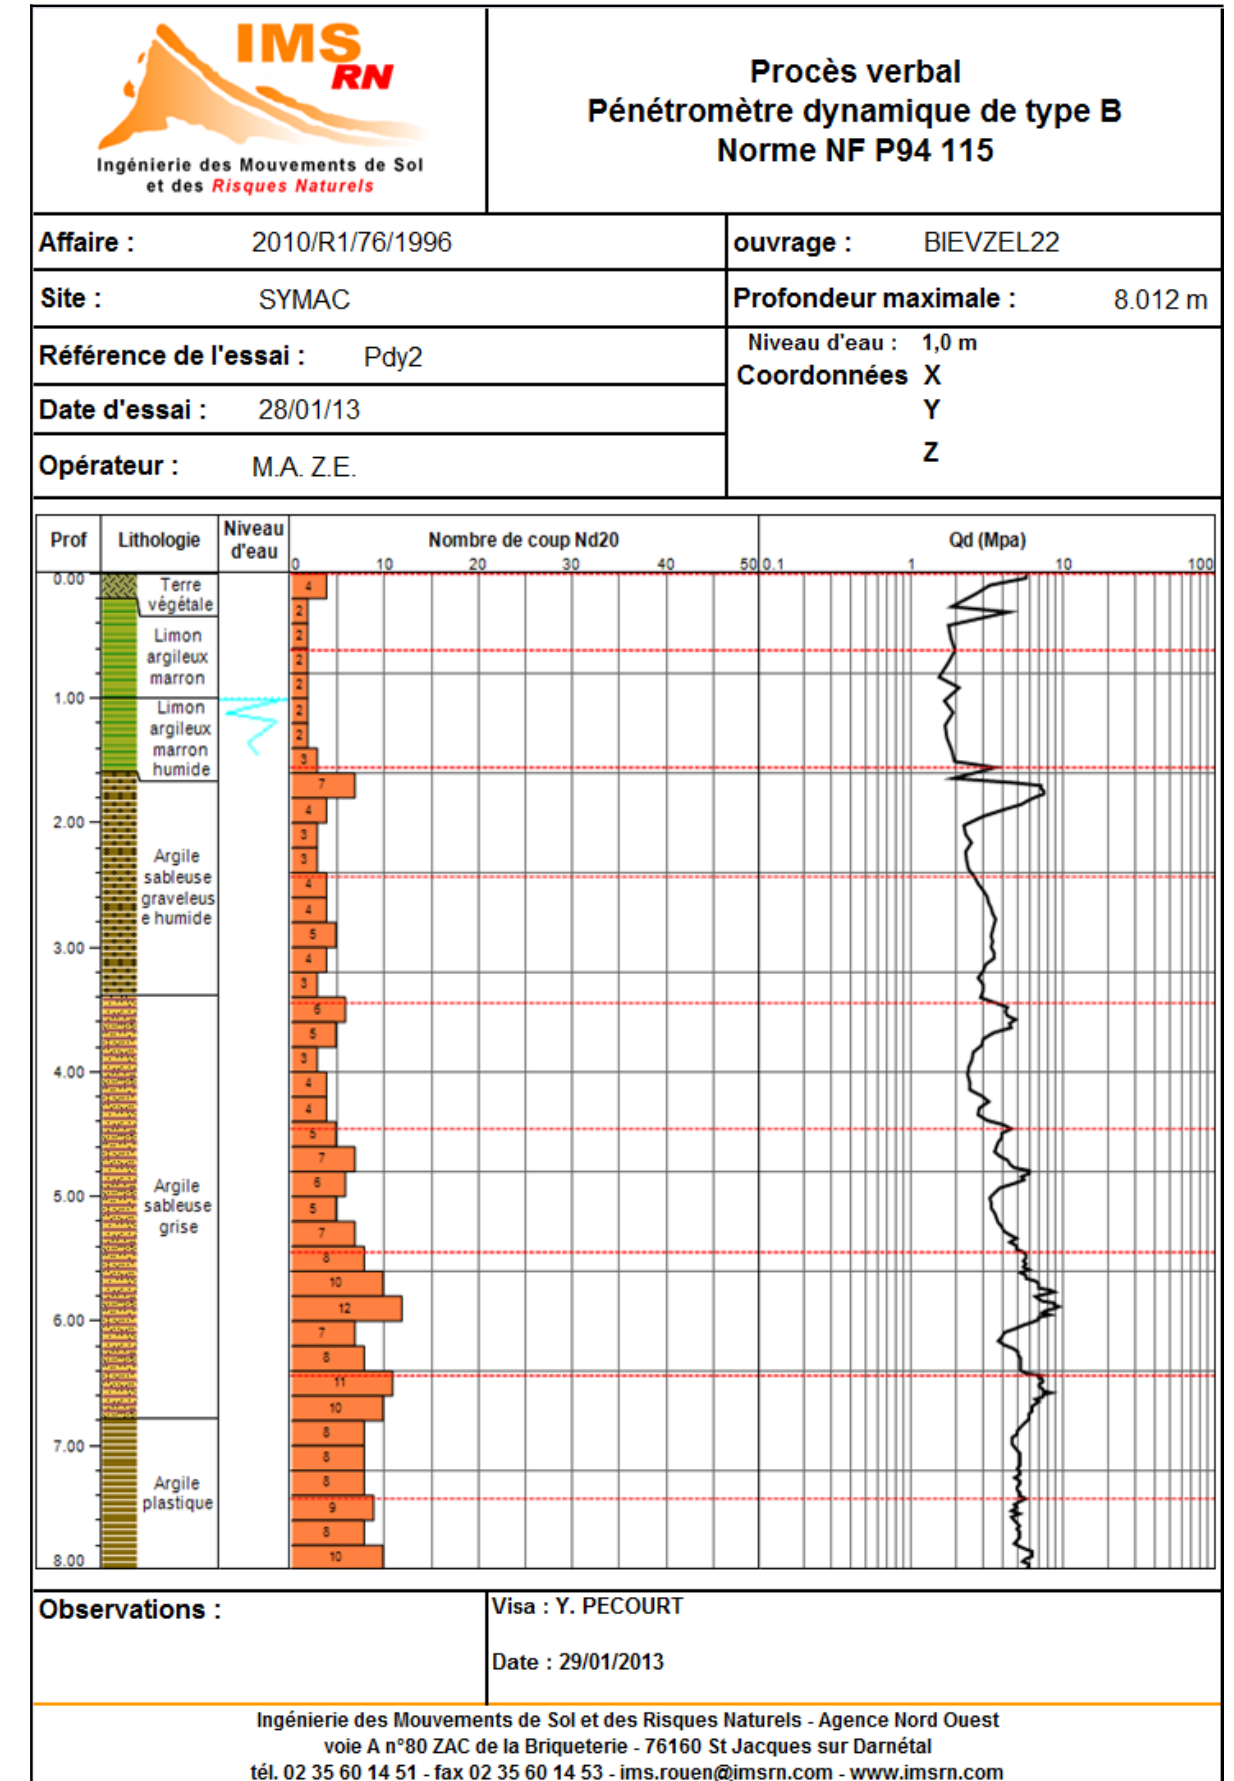 IMS
RN
Ingénierie des Mouvements de Sol
et des Risques Naturels
Procès verbal
Pénétromètre dynamique de type B
Norme NF P94 115
Affaire : 2010/R1/76/1996
ouvrage : BIEVZEL22
Site : SYMAC
Profondeur maximale : 8.012 m
Référence de l'essai : Pdy2
Niveau d'eau : 1,0 m
Coordonnées X
Y
Z
Date d'essai : 28/01/13
Opérateur : M.A. Z.E.
Prof Lithologie Niveau d'eau Nombre de coup Nd20 Qd (Mpa)
0 10 20 30 40 50 0.1 1 10 100
0.00
1.00
2.00
3.00
4.00
5.00
6.00
7.00
8.00
Terre
végétale
Limon
argileux
marron
Limon
argileux
marron
humide
Argile
sableuse
graveleus
e humide
Argile
sableuse
grise
Argile
plastique
4
2
2
2
2
2
2
3
7
4
3
3
4
4
5
4
3
6
5
3
4
4
5
7
6
5
7
8
10
12
7
8
11
10
8
8
8
9
8
10
Observations :
Visa : Y. PECOURT
Date : 29/01/2013
Ingénierie des Mouvements de Sol et des Risques Naturels - Agence Nord Ouest
voie A n°80 ZAC de la Briqueterie - 76160 St Jacques sur Darnétal
tél. 02 35 60 14 51 - fax 02 35 60 14 53 - ims.rouen@imsrn.com - www.imsrn.com